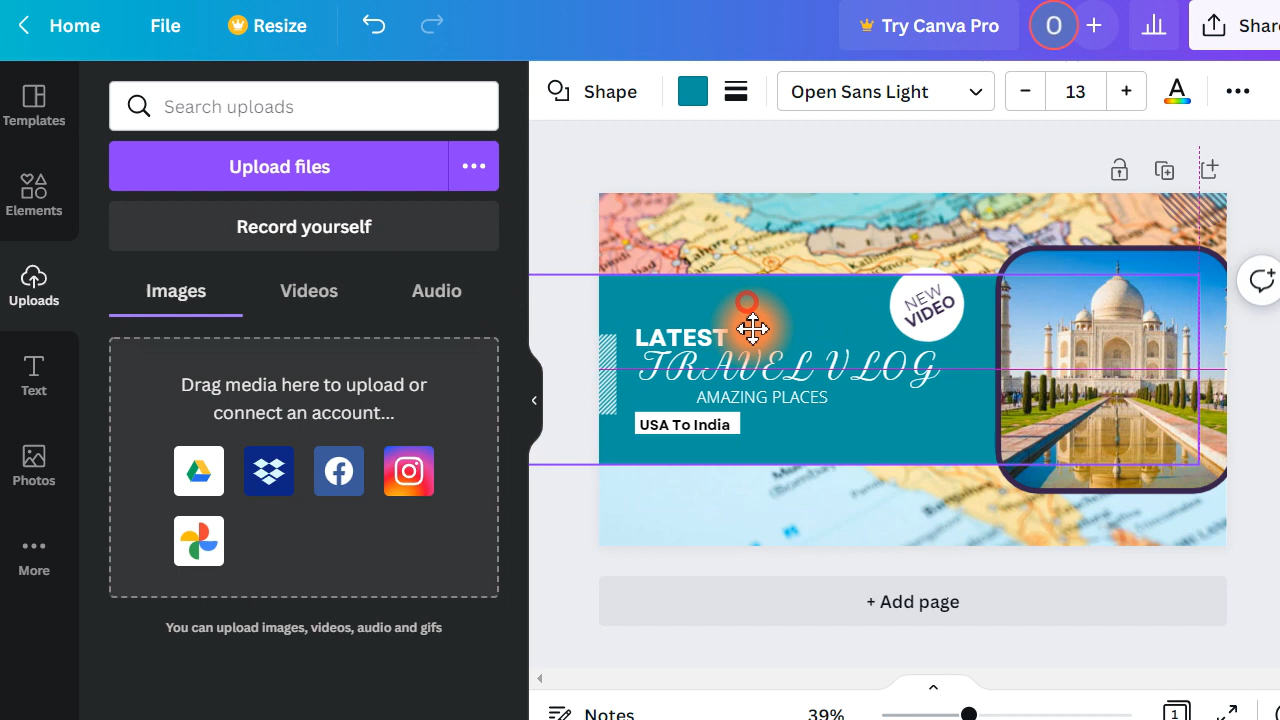 Home
File
Resize
Try Canva Pro
O
Templates
Search uploads
Shape
Open Sans Light
13
A
Upload files
Elements
Record yourself
Uploads
Images
Videos
Audio
NEW
VIDEO
LATEST
TRAVEL VLOG
AMAZING PLACES
USA To India
Text
Drag media here to upload or
connect an account...
Photos
More
+ Add page
You can upload images, videos, audio and gifs
Notes
39%
1